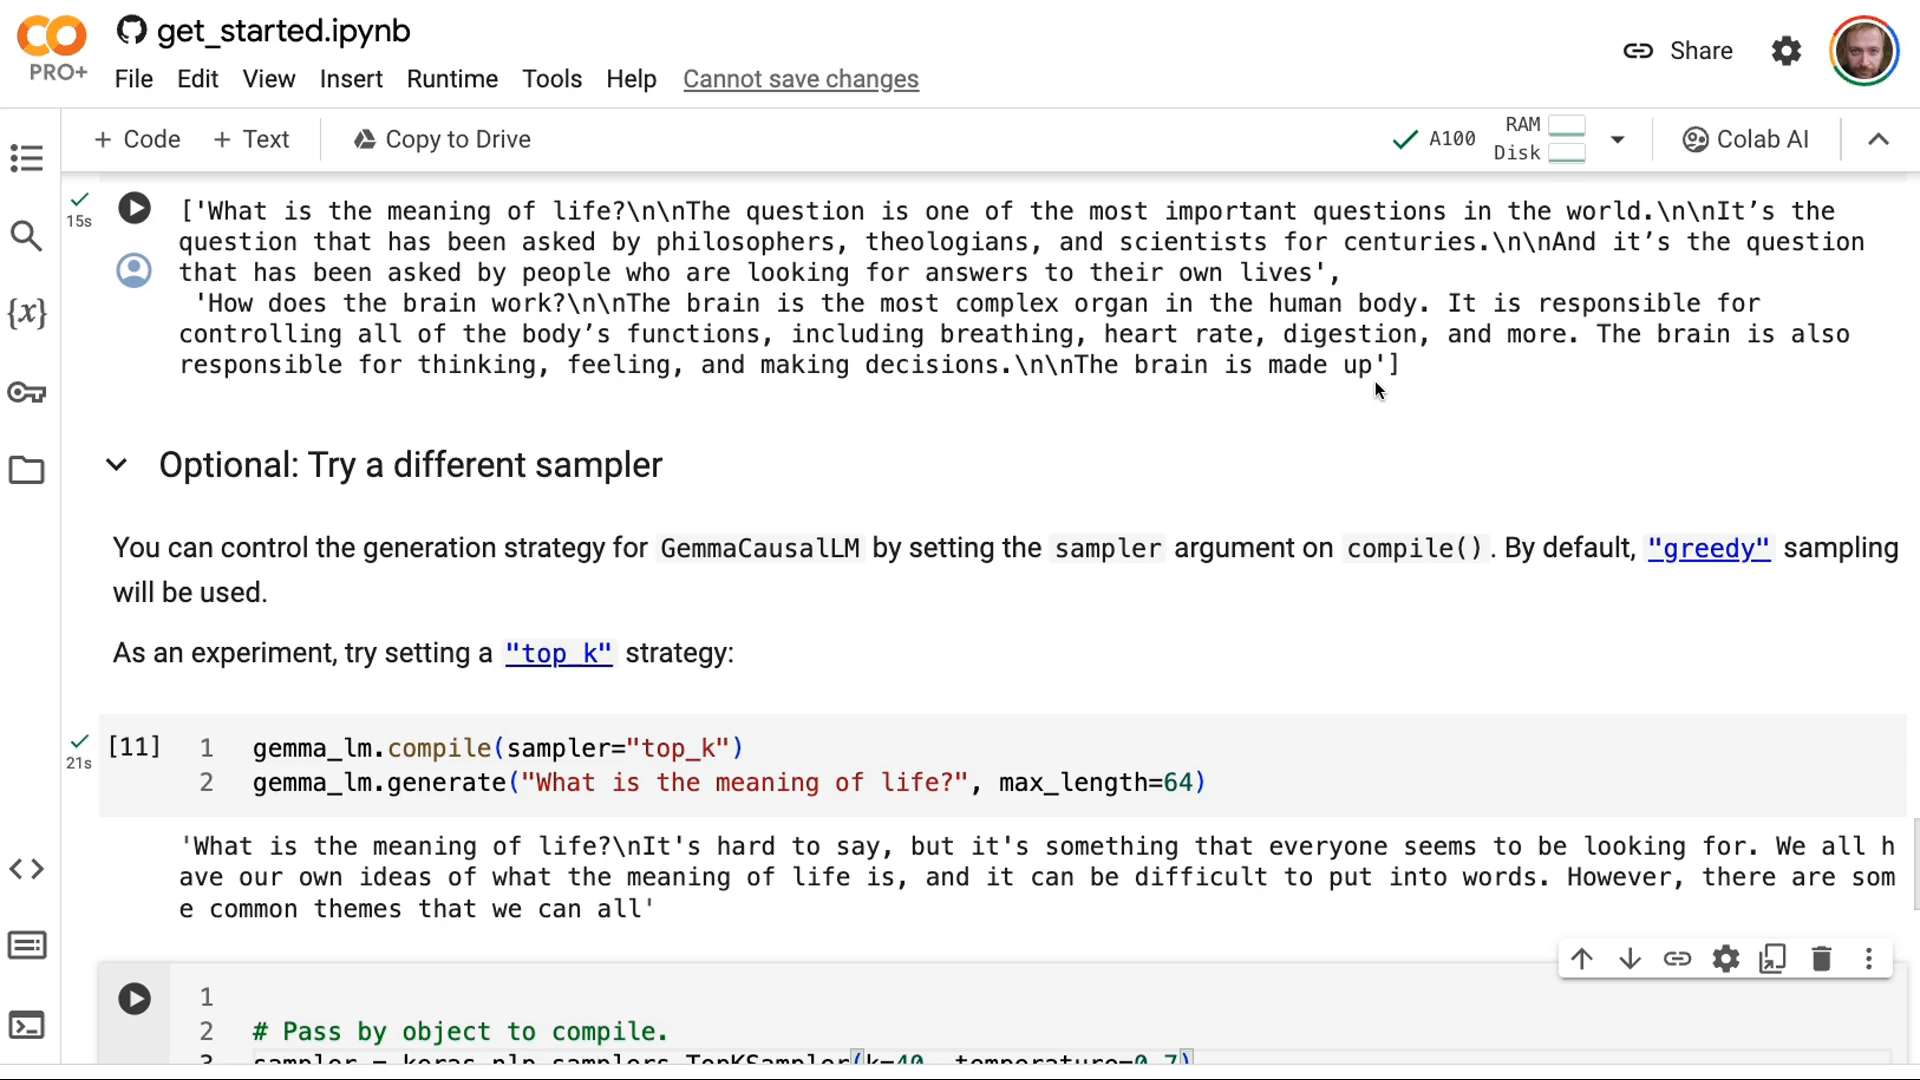 get_started.ipynb
PRO+
File Edit View Insert Runtime Tools Help Cannot save changes
Share
+ Code + Text Copy to Drive
A100 RAM Disk
Colab AI
15s
['What is the meaning of life?\n\nThe question is one of the most important questions in the world.\n\nIt’s the
question that has been asked by philosophers, theologians, and scientists for centuries.\n\nAnd it’s the question
that has been asked by people who are looking for answers to their own lives',
'How does the brain work?\n\nThe brain is the most complex organ in the human body. It is responsible for
controlling all of the body’s functions, including breathing, heart rate, digestion, and more. The brain is also
responsible for thinking, feeling, and making decisions.\n\nThe brain is made up']
{x}
Optional: Try a different sampler
You can control the generation strategy for GemmaCausalLM by setting the sampler argument on compile(). By default, "greedy" sampling
will be used.
As an experiment, try setting a "top_k" strategy:
21s
[11] 1 gemma_lm.compile(sampler="top_k")
2 gemma_lm.generate("What is the meaning of life?", max_length=64)
'What is the meaning of life?\nIt's hard to say, but it's something that everyone seems to be looking for. We all h
ave our own ideas of what the meaning of life is, and it can be difficult to put into words. However, there are som
e common themes that we can all'
1
2 # Pass by object to compile.
3 sampler = keras_nlp.samplers.TopKSampler(k=40, temperature=0.7)